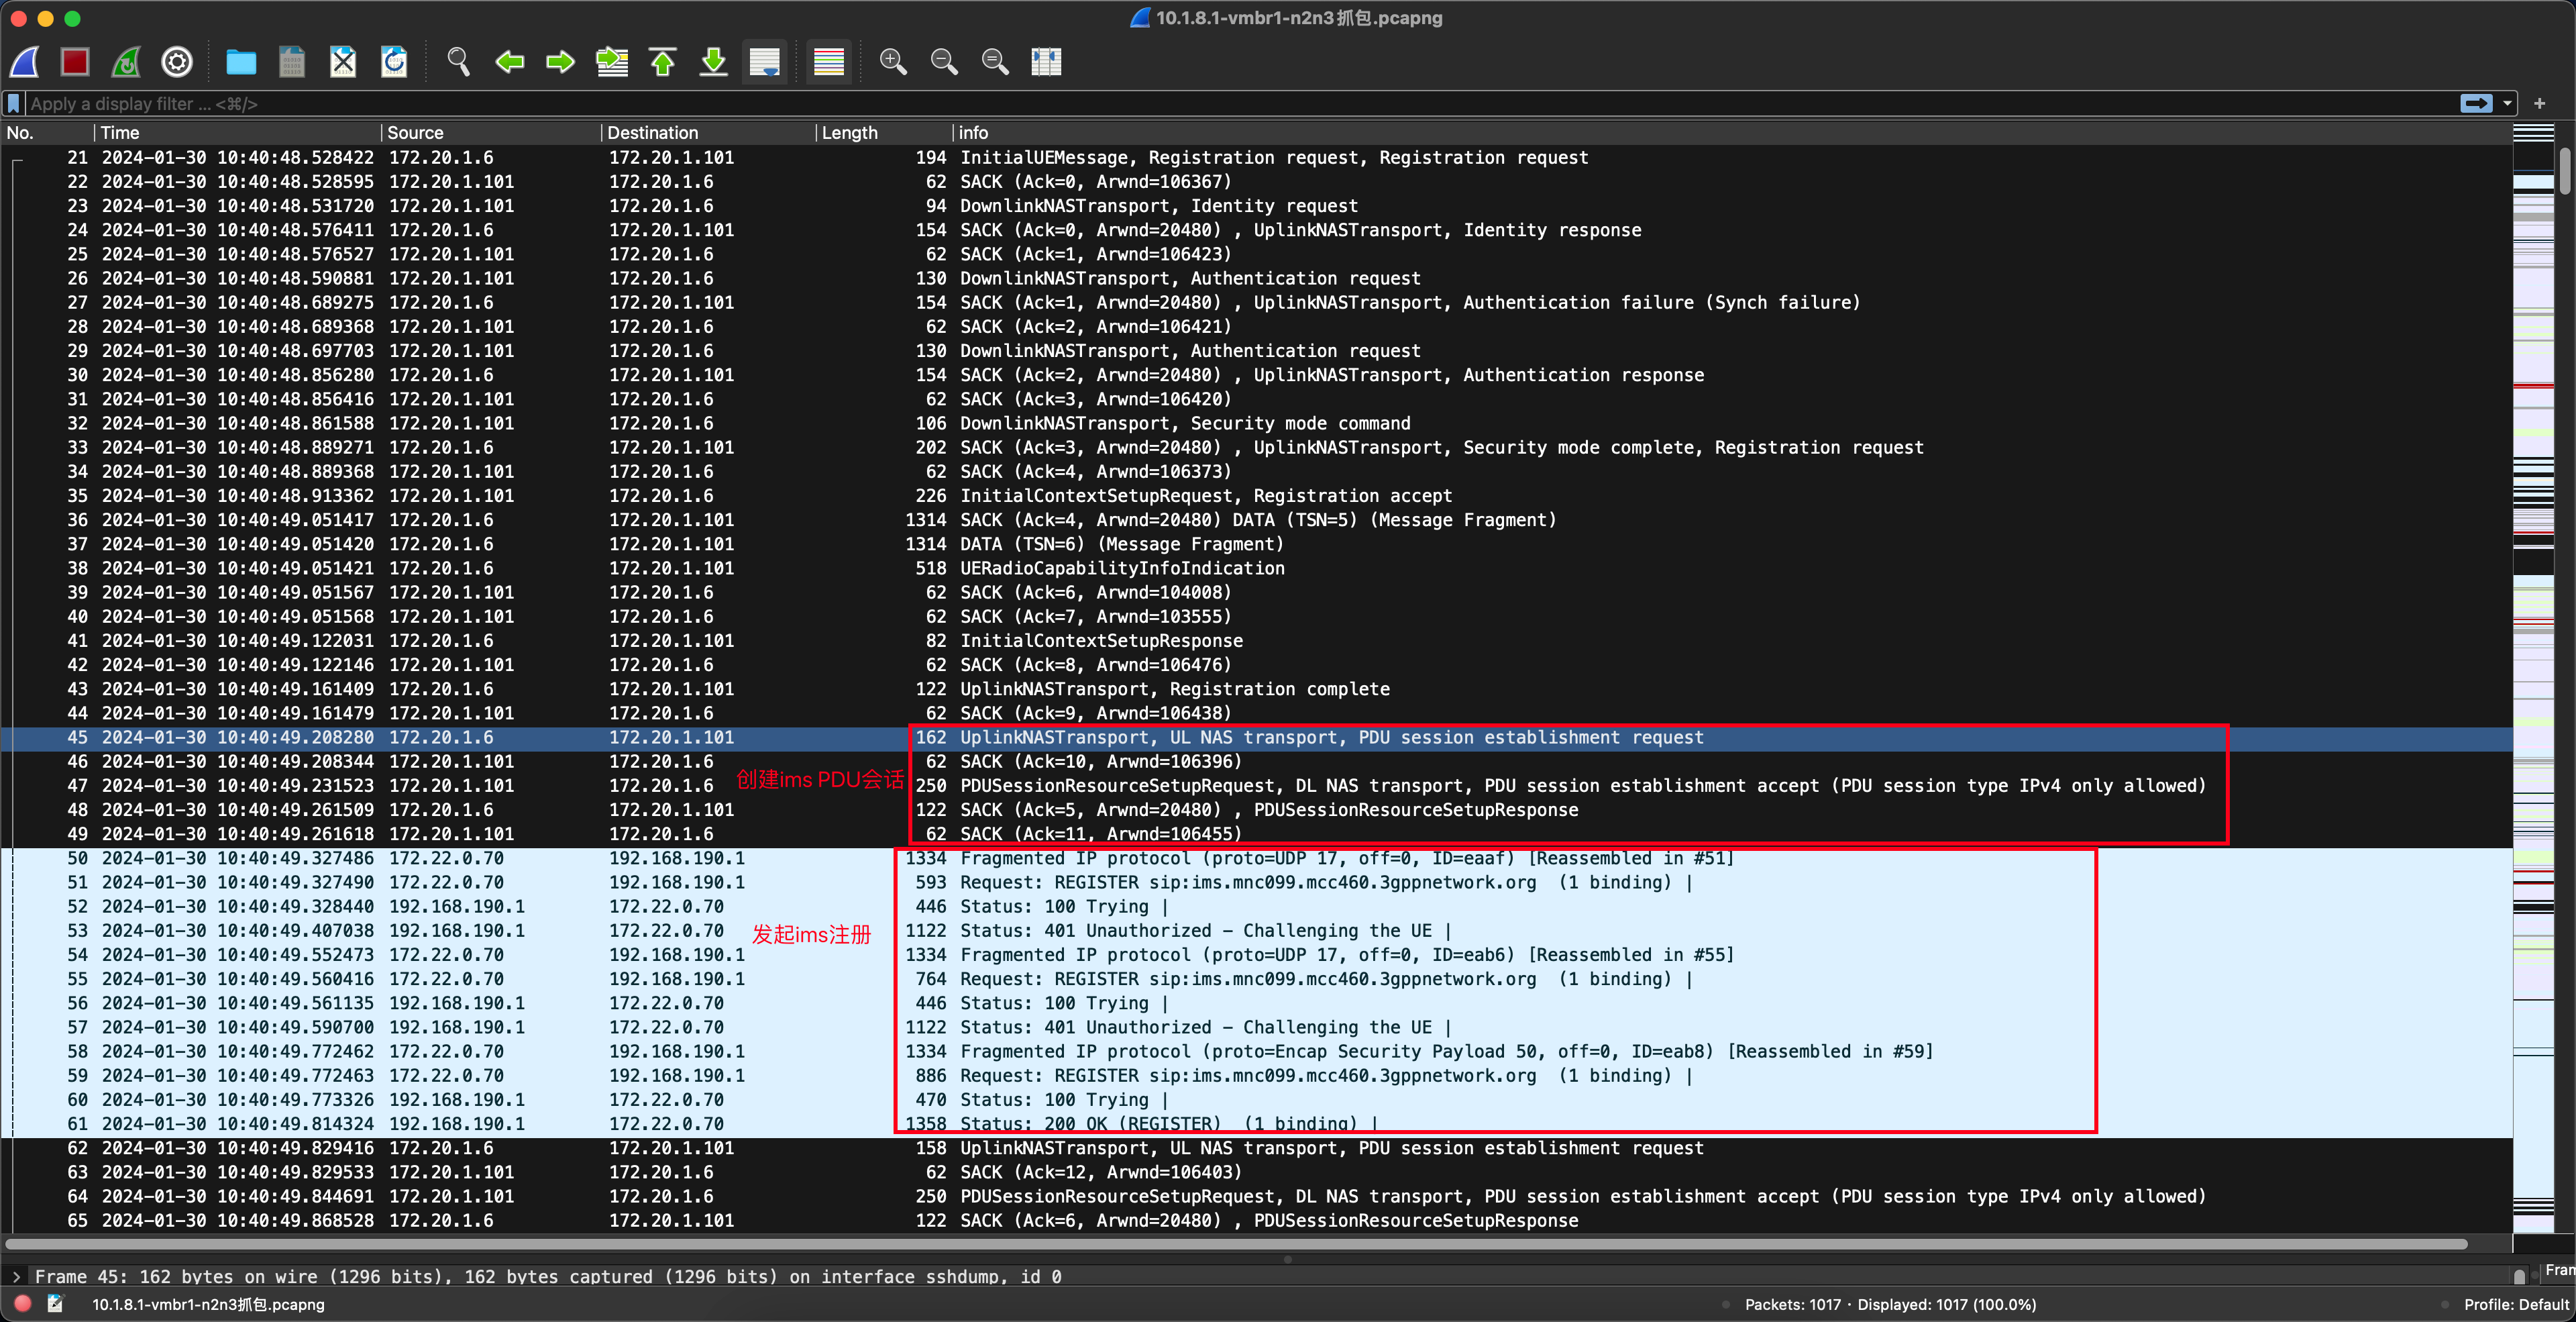 10.1.8.1-vmbr1-n2n3抓包.pcapng
Apply a display filter ... <⌘/>
No. Time Source Destination Length info
21 2024-01-30 10:40:48.528422 172.20.1.6 172.20.1.101 194 InitialUEMessage, Registration request, Registration request
22 2024-01-30 10:40:48.528595 172.20.1.101 172.20.1.6 62 SACK (Ack=0, Arwnd=106367)
23 2024-01-30 10:40:48.531720 172.20.1.101 172.20.1.6 94 DownlinkNASTransport, Identity request
24 2024-01-30 10:40:48.576411 172.20.1.6 172.20.1.101 154 SACK (Ack=0, Arwnd=20480) , UplinkNASTransport, Identity response
25 2024-01-30 10:40:48.576527 172.20.1.101 172.20.1.6 62 SACK (Ack=1, Arwnd=106423)
26 2024-01-30 10:40:48.590881 172.20.1.101 172.20.1.6 130 DownlinkNASTransport, Authentication request
27 2024-01-30 10:40:48.689275 172.20.1.6 172.20.1.101 154 SACK (Ack=1, Arwnd=20480) , UplinkNASTransport, Authentication failure (Synch failure)
28 2024-01-30 10:40:48.689368 172.20.1.101 172.20.1.6 62 SACK (Ack=2, Arwnd=106421)
29 2024-01-30 10:40:48.697703 172.20.1.101 172.20.1.6 130 DownlinkNASTransport, Authentication request
30 2024-01-30 10:40:48.856280 172.20.1.6 172.20.1.101 154 SACK (Ack=2, Arwnd=20480) , UplinkNASTransport, Authentication response
31 2024-01-30 10:40:48.856416 172.20.1.101 172.20.1.6 62 SACK (Ack=3, Arwnd=106420)
32 2024-01-30 10:40:48.861588 172.20.1.101 172.20.1.6 106 DownlinkNASTransport, Security mode command
33 2024-01-30 10:40:48.889271 172.20.1.6 172.20.1.101 202 SACK (Ack=3, Arwnd=20480) , UplinkNASTransport, Security mode complete, Registration request
34 2024-01-30 10:40:48.889368 172.20.1.101 172.20.1.6 62 SACK (Ack=4, Arwnd=106373)
35 2024-01-30 10:40:48.913362 172.20.1.101 172.20.1.6 226 InitialContextSetupRequest, Registration accept
36 2024-01-30 10:40:49.051417 172.20.1.6 172.20.1.101 1314 SACK (Ack=4, Arwnd=20480) DATA (TSN=5) (Message Fragment)
37 2024-01-30 10:40:49.051420 172.20.1.6 172.20.1.101 1314 DATA (TSN=6) (Message Fragment)
38 2024-01-30 10:40:49.051421 172.20.1.6 172.20.1.101 518 UERadioCapabilityInfoIndication
39 2024-01-30 10:40:49.051567 172.20.1.101 172.20.1.6 62 SACK (Ack=6, Arwnd=104008)
40 2024-01-30 10:40:49.051568 172.20.1.101 172.20.1.6 62 SACK (Ack=7, Arwnd=103555)
41 2024-01-30 10:40:49.122031 172.20.1.6 172.20.1.101 82 InitialContextSetupResponse
42 2024-01-30 10:40:49.122146 172.20.1.101 172.20.1.6 62 SACK (Ack=8, Arwnd=106476)
43 2024-01-30 10:40:49.161409 172.20.1.6 172.20.1.101 122 UplinkNASTransport, Registration complete
44 2024-01-30 10:40:49.161479 172.20.1.101 172.20.1.6 62 SACK (Ack=9, Arwnd=106438)
45 2024-01-30 10:40:49.208280 172.20.1.6 172.20.1.101 162 UplinkNASTransport, UL NAS transport, PDU session establishment request
46 2024-01-30 10:40:49.208344 172.20.1.101 172.20.1.6 62 SACK (Ack=10, Arwnd=106396)
创建ims PDU会话
47 2024-01-30 10:40:49.231523 172.20.1.101 172.20.1.6 250 PDUSessionResourceSetupRequest, DL NAS transport, PDU session establishment accept (PDU session type IPv4 only allowed)
48 2024-01-30 10:40:49.261509 172.20.1.6 172.20.1.101 122 SACK (Ack=5, Arwnd=20480) , PDUSessionResourceSetupResponse
49 2024-01-30 10:40:49.261618 172.20.1.101 172.20.1.6 62 SACK (Ack=11, Arwnd=106455)
50 2024-01-30 10:40:49.327486 172.22.0.70 192.168.190.1 1334 Fragmented IP protocol (proto=UDP 17, off=0, ID=eaaf) [Reassembled in #51]
51 2024-01-30 10:40:49.327490 172.22.0.70 192.168.190.1 593 Request: REGISTER sip:ims.mnc099.mcc460.3gppnetwork.org (1 binding) |
52 2024-01-30 10:40:49.328440 192.168.190.1 172.22.0.70 446 Status: 100 Trying |
53 2024-01-30 10:40:49.407038 192.168.190.1 172.22.0.70 1122 Status: 401 Unauthorized - Challenging the UE |
发起ims注册
54 2024-01-30 10:40:49.552473 172.22.0.70 192.168.190.1 1334 Fragmented IP protocol (proto=UDP 17, off=0, ID=eab6) [Reassembled in #55]
55 2024-01-30 10:40:49.560416 172.22.0.70 192.168.190.1 764 Request: REGISTER sip:ims.mnc099.mcc460.3gppnetwork.org (1 binding) |
56 2024-01-30 10:40:49.561135 192.168.190.1 172.22.0.70 446 Status: 100 Trying |
57 2024-01-30 10:40:49.590700 192.168.190.1 172.22.0.70 1122 Status: 401 Unauthorized - Challenging the UE |
58 2024-01-30 10:40:49.772462 172.22.0.70 192.168.190.1 1334 Fragmented IP protocol (proto=Encap Security Payload 50, off=0, ID=eab8) [Reassembled in #59]
59 2024-01-30 10:40:49.772463 172.22.0.70 192.168.190.1 886 Request: REGISTER sip:ims.mnc099.mcc460.3gppnetwork.org (1 binding) |
60 2024-01-30 10:40:49.773326 192.168.190.1 172.22.0.70 470 Status: 100 Trying |
61 2024-01-30 10:40:49.814324 192.168.190.1 172.22.0.70 1358 Status: 200 OK (REGISTER) (1 binding) |
62 2024-01-30 10:40:49.829416 172.20.1.6 172.20.1.101 158 UplinkNASTransport, UL NAS transport, PDU session establishment request
63 2024-01-30 10:40:49.829533 172.20.1.101 172.20.1.6 62 SACK (Ack=12, Arwnd=106403)
64 2024-01-30 10:40:49.844691 172.20.1.101 172.20.1.6 250 PDUSessionResourceSetupRequest, DL NAS transport, PDU session establishment accept (PDU session type IPv4 only allowed)
65 2024-01-30 10:40:49.868528 172.20.1.6 172.20.1.101 122 SACK (Ack=6, Arwnd=20480) , PDUSessionResourceSetupResponse
Frame 45: 162 bytes on wire (1296 bits), 162 bytes captured (1296 bits) on interface sshdump, id 0
Fram
10.1.8.1-vmbr1-n2n3抓包.pcapng Packets: 1017 · Displayed: 1017 (100.0%) Profile: Default